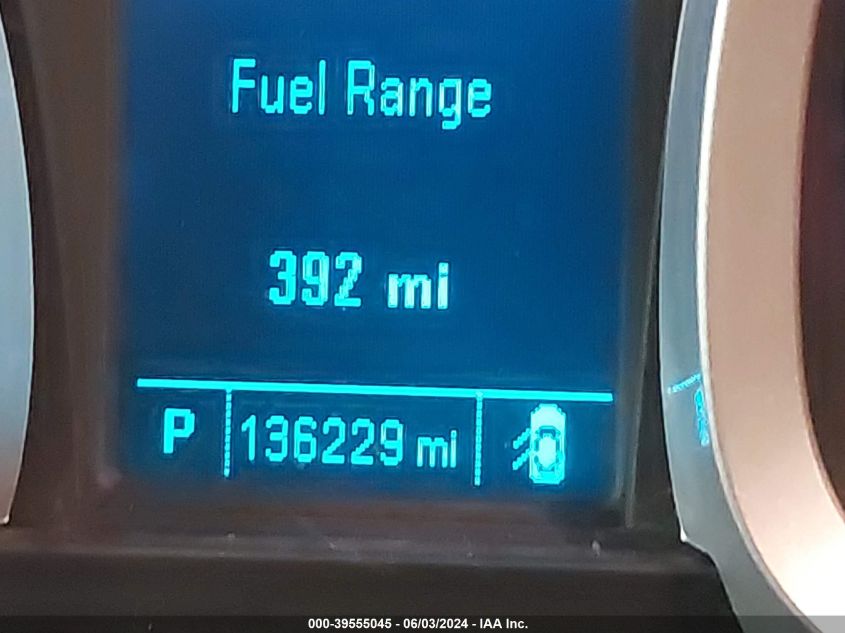 Fuel Range
392 mi
P 136229 mi
000-39555045 - 06/03/2024 - IAA Inc.